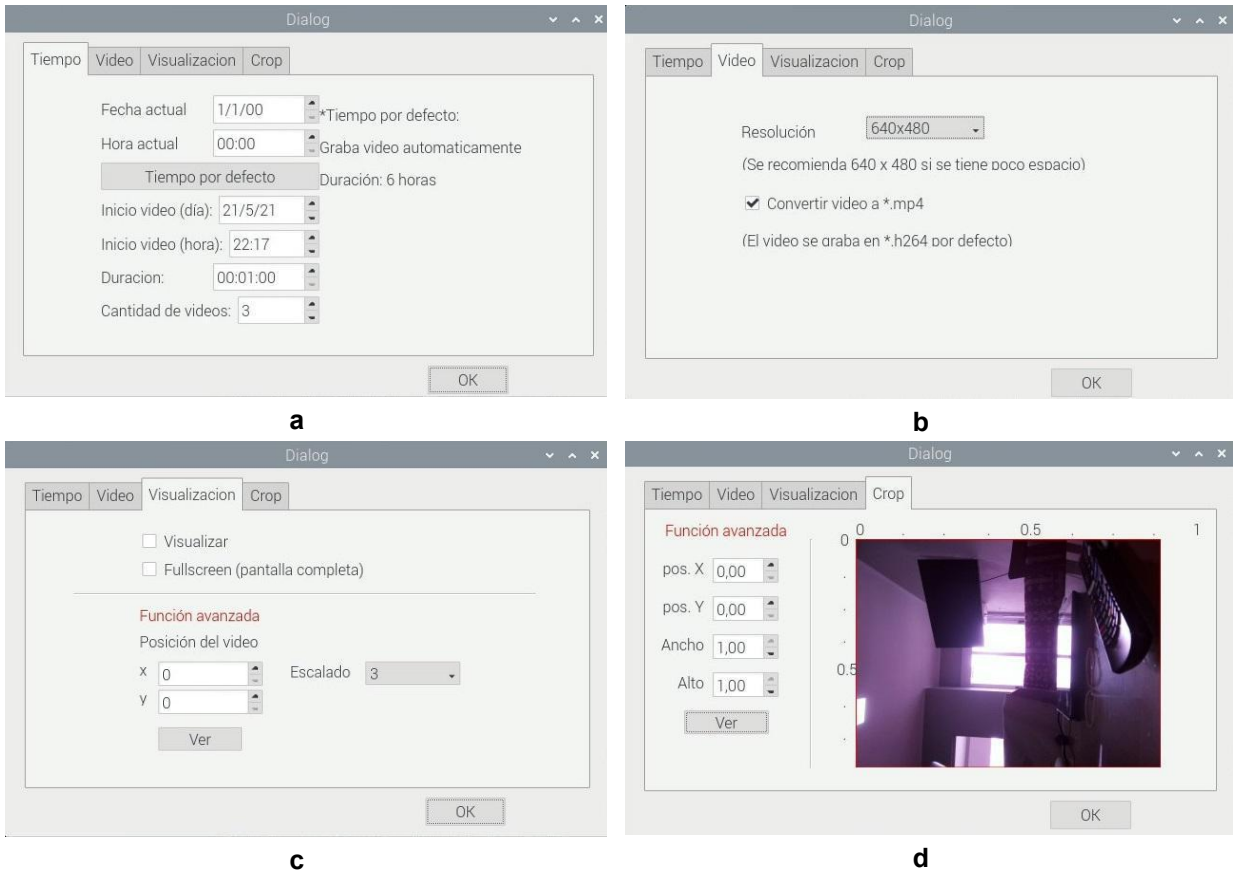 Dialog
Tiempo Video Visualizacion Crop
Fecha actual 1/1/00 *Tiempo por defecto:
Hora actual 00:00 Graba video automaticamente
Tiempo por defecto Duración: 6 horas
Inicio video (día): 21/5/21
Inicio video (hora): 22:17
Duracion: 00:01:00
Cantidad de videos: 3
OK
a
Dialog
Tiempo Video Visualizacion Crop
Resolución 640x480
(Se recomienda 640 x 480 si se tiene poco espacio)
Convertir video a *.mp4
(El video se graba en *.h264 por defecto)
OK
b
Dialog
Tiempo Video Visualizacion Crop
Visualizar
Fullscreen (pantalla completa)
Función avanzada
Posición del video
x 0 Escalado 3
y 0
Ver
OK
c
Dialog
Tiempo Video Visualizacion Crop
Función avanzada 0 0.5 1
0
pos. X 0,00
pos. Y 0,00
Ancho 1,00
0.5
Alto 1,00
Ver
OK
d